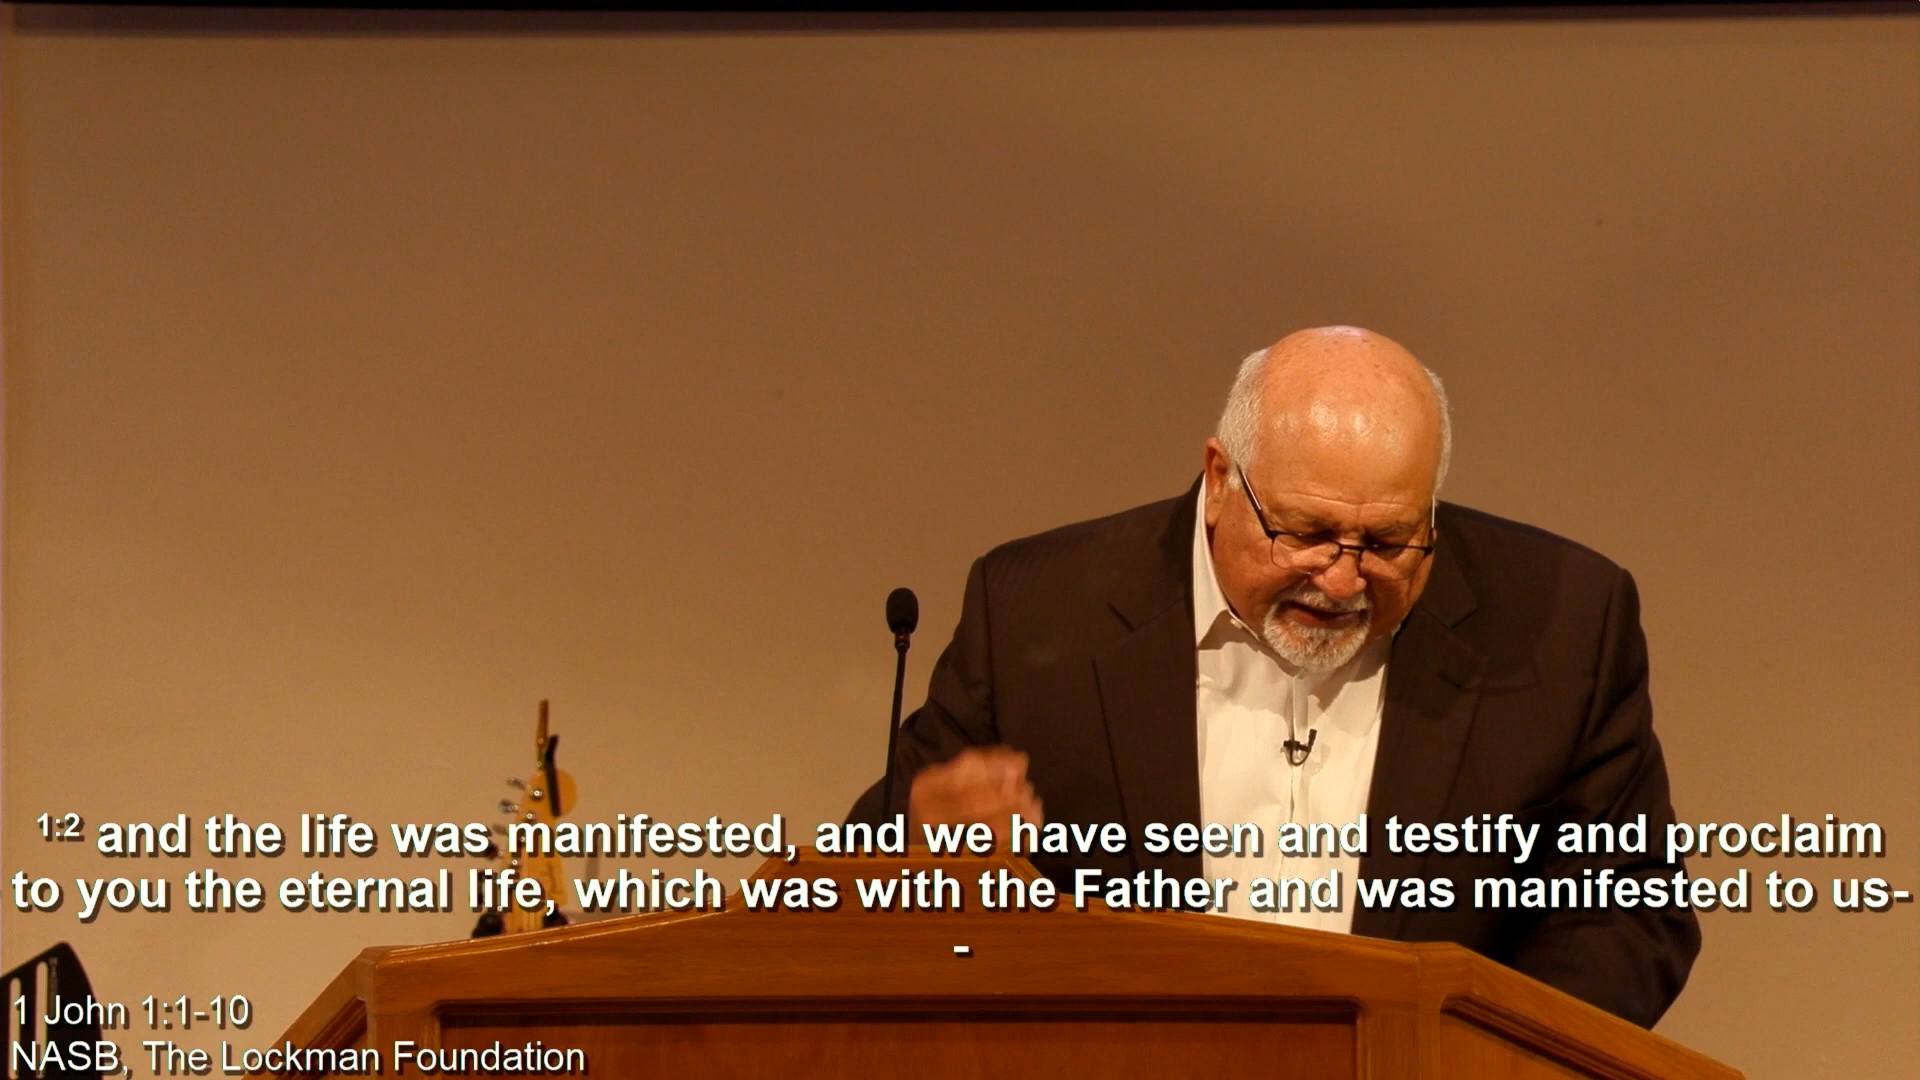 1:2 and the life was manifested, and we have seen and testify and proclaim
to you the eternal life, which was with the Father and was manifested to us-
-
1 John 1:1-10
NASB, The Lockman Foundation